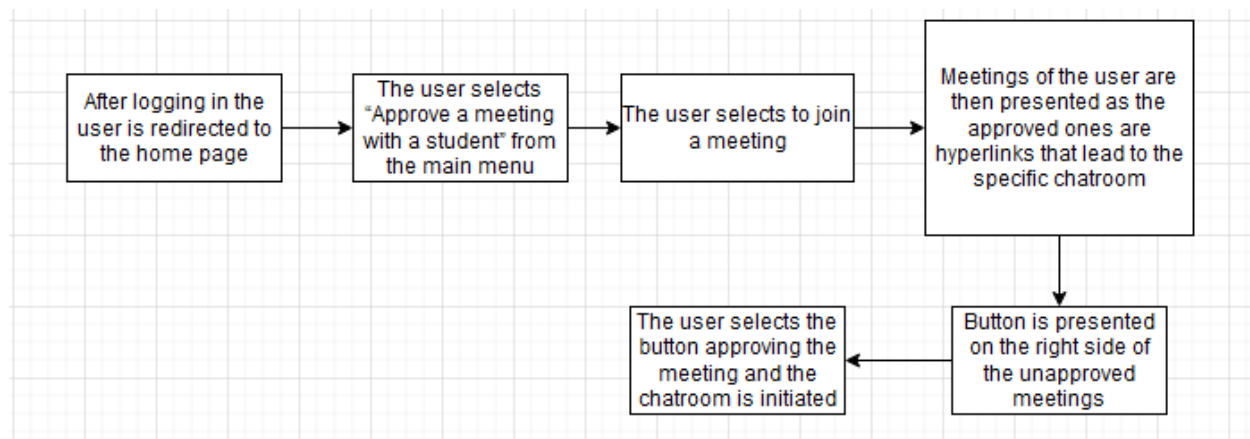 After logging in the
user is redirected to
the home page
The user selects
“Approve a meeting
with a student” from
the main menu
The user selects to join
a meeting
Meetings of the user are
then presented as the
approved ones are
hyperlinks that lead to the
specific chatroom
Button is presented
on the right side of
the unapproved
meetings
The user selects the
button approving the
meeting and the
chatroom is initiated